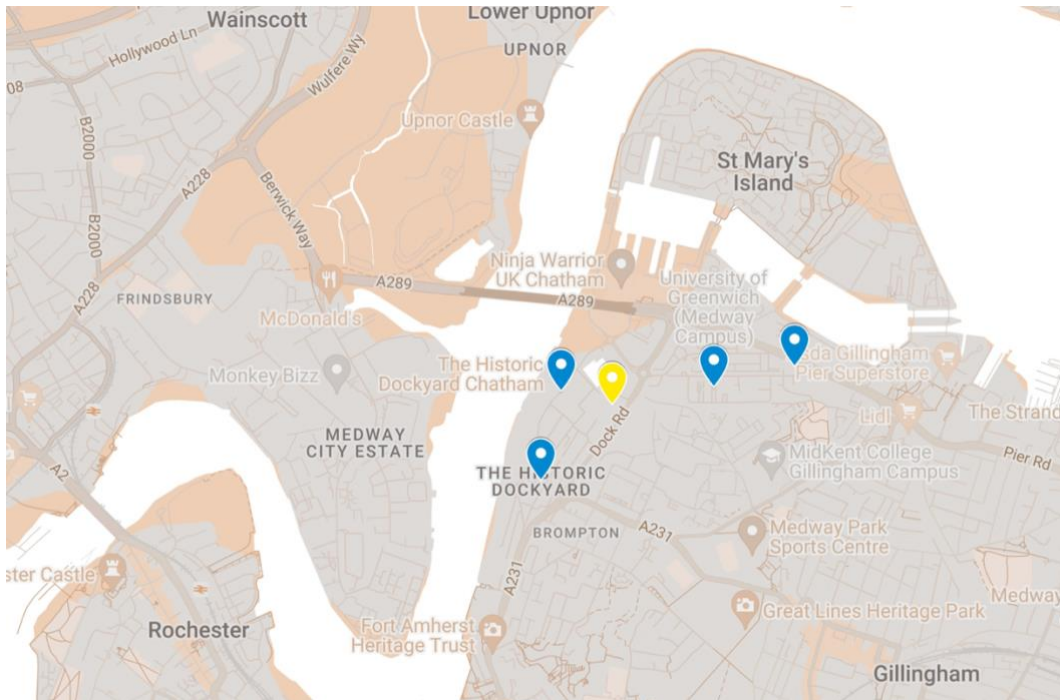 Lower Upnor
Wainscott
Hollywood Ln
Wulfere Wy
UPNOR
08
B2000
Upnor Castle
A228
St Mary's
Island
Berwick Way
B2000
Ninja Warrior
UK Chatham
University of
Greenwich
(Medway
Campus)
A289
A289
FRINDSBURY
A228
McDonald's
The Historic
Dockyard Chatham
Monkey Bizz
da Gillingham
Pier Superstore
Lidl
The Strand
Dock Rd
MEDWAY
CITY ESTATE
MidKent College
Gillingham Campus
Pier Rd
A2
THE HISTORIC
DOCKYARD
BROMPTON
A231
Medway Park
Sports Centre
ster Castle
A231
Medway
Great Lines Heritage Park
Rochester
Fort Amherst
Heritage Trust
Gillingham